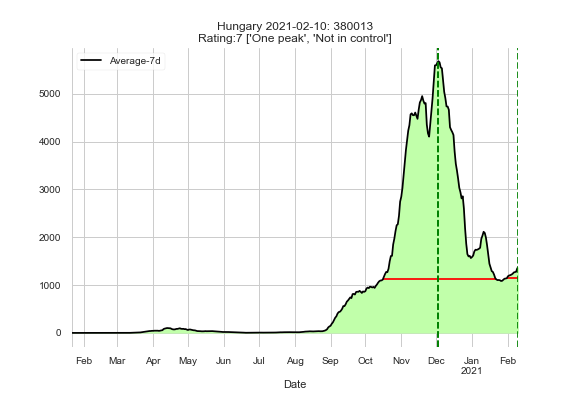 Hungary 2021-02-10: 380013
Rating:7 ['One peak', 'Not in control']
Average-7d
5000
4000
3000
2000
1000
0
Feb Mar Apr May Jun Jul Aug Sep Oct Nov Dec Jan Feb
2021
Date